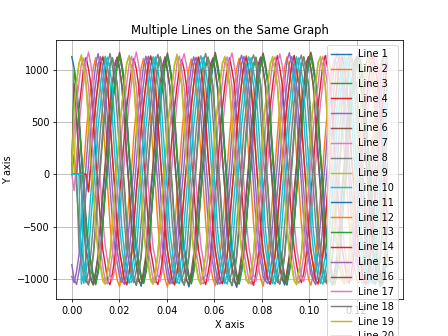 Multiple Lines on the Same Graph
1000
500
0
−500
−1000
Y axis
0.00
0.02
0.04
0.06
0.08
0.10
X axis
Line 1
Line 2
Line 3
Line 4
Line 5
Line 6
Line 7
Line 8
Line 9
Line 10
Line 11
Line 12
Line 13
Line 14
Line 15
Line 16
Line 17
Line 18
Line 19
Line 20